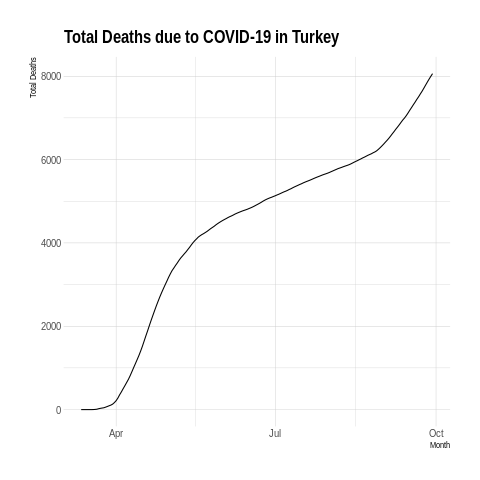 Total Deaths due to COVID-19 in Turkey
Total Deaths
8000
6000
4000
2000
0
Apr
Jul
Oct
Month